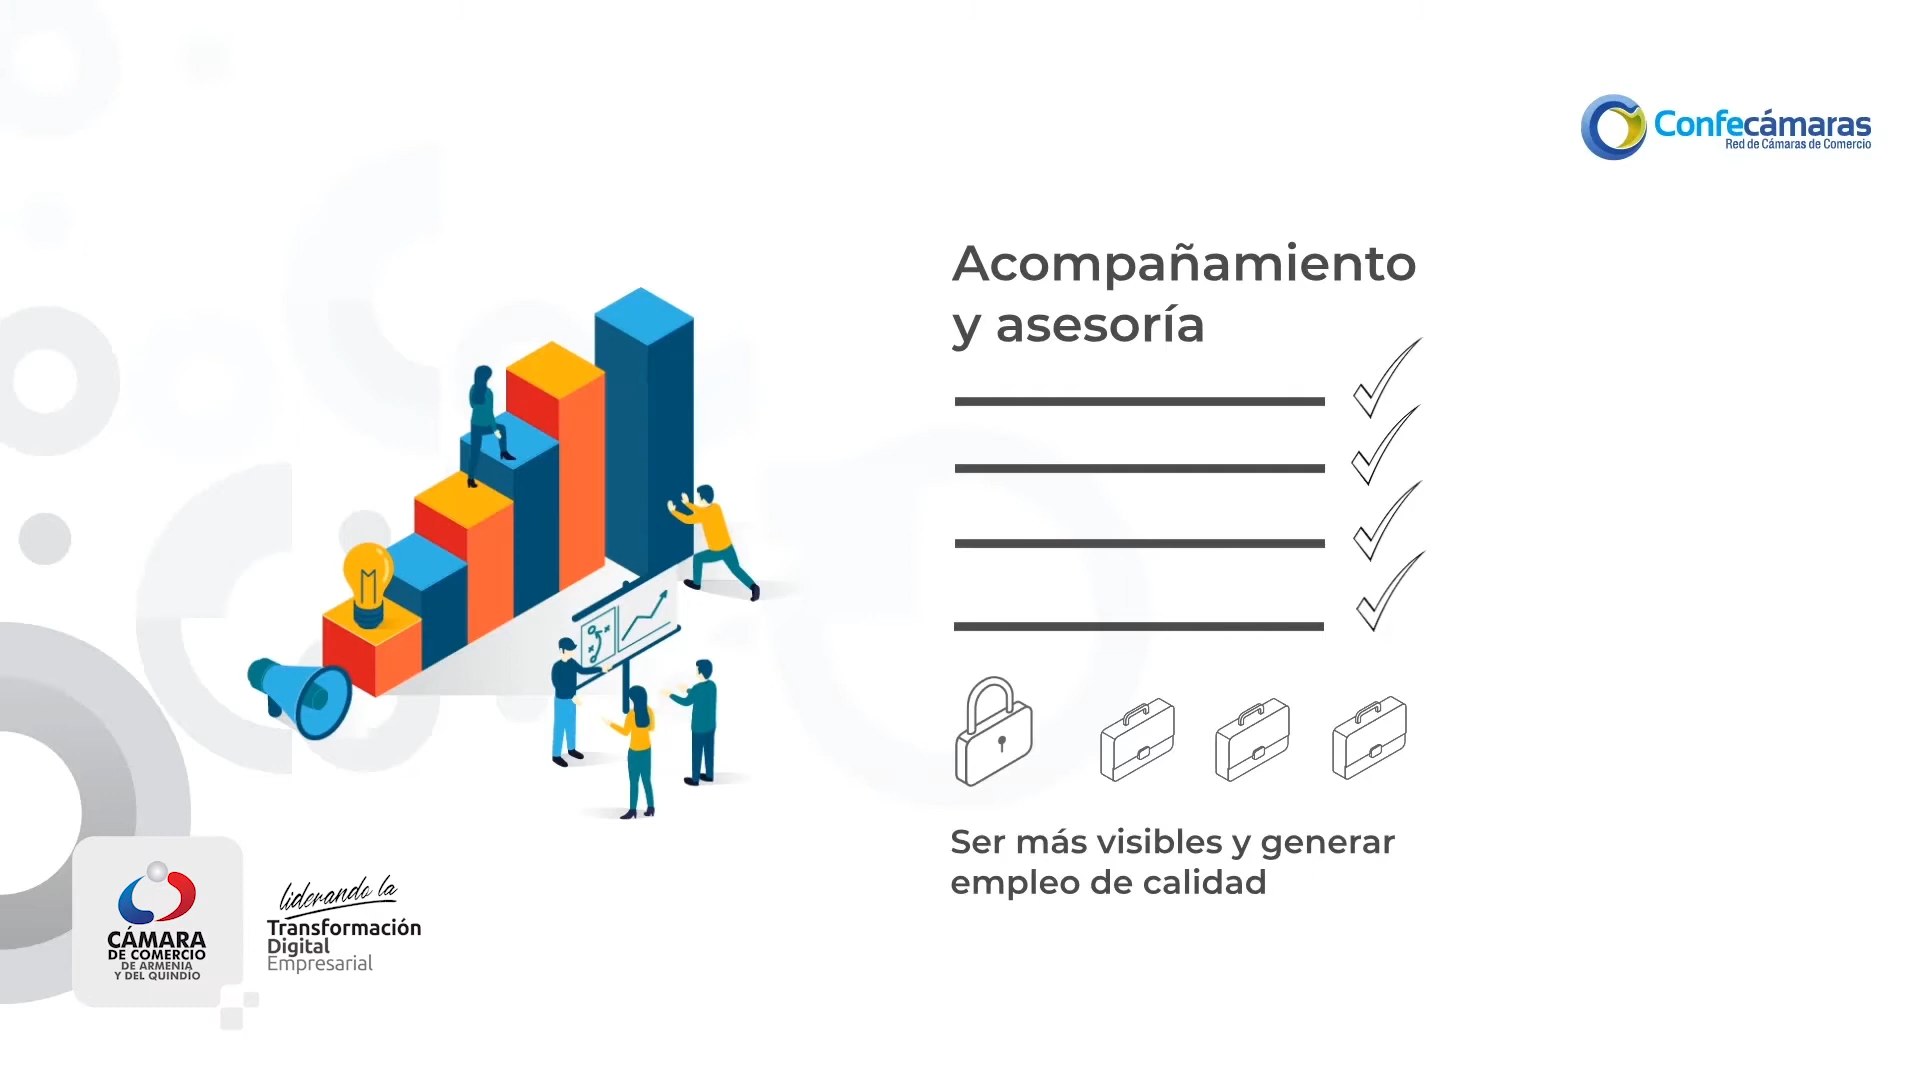 Confecámaras
Red de Cámaras de Comercio
Acompañamiento
y asesoría
Ser más visibles y generar
empleo de calidad
CÁMARA
DE COMERCIO
DE ARMENIA
Y DEL QUINDIO
liderando la
Transformación
Digital
Empresarial